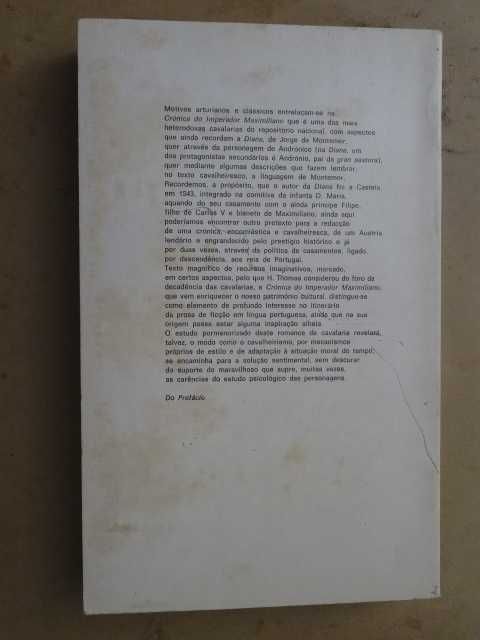 Motivos arturianos e clássicos entrelaçam-se na
Crónica do Imperador Maximiliano que é uma das mais
heterodoxas cavalarias do repositório nacional, com aspectos
que ainda recordam a Diana, de Jorge de Montemor,
quer através da personagem de Andrónico (na Diana, um
dos protagonistas secundários é Andrónio, pai da gran pastora),
quer mediante algumas descrições que fazem lembrar,
no texto cavalheiresco, a linguagem de Montemor.
Recordemos, a propósito, que o autor da Diana foi a Castela,
em 1543, integrado na comitiva da infanta D. Maria,
aquando do seu casamento com o ainda príncipe Filipe,
filho de Carlos V e bisneto de Maximiliano, ainda aqui
poderíamos encontrar outro pretexto para a redacção
de uma crónica, encomiástica e cavalheiresca, de um Austria
lendário e engrandecido pelo prestígio histórico e já
por duas vezes, através da política de casamentos, ligado,
por descendência, aos reis de Portugal.
Texto magnífico de recursos imaginativos, marcado,
em certos aspectos, pelo que H. Thomas considerou do foro da
decadência das cavalarias, a Crónica do Imperador Maximiliano,
que vem enriquecer o nosso património cultural, distingue-se
como elemento de profundo interesse no itinerário
da prosa de ficção em língua portuguesa, ainda que na sua
origem possa estar alguma inspiração alheia.
O estudo pormenorizado deste romance de cavalaria revelará,
talvez, o modo como o cavalheirismo, por mecanismos
próprios de estilo e de adaptação à situação moral do tempo,
se encaminha para a solução sentimental, sem descurar
do suporte do maravilhoso que supre, muitas vezes,
as carências do estudo psicológico das personagens.
Do Prefácio